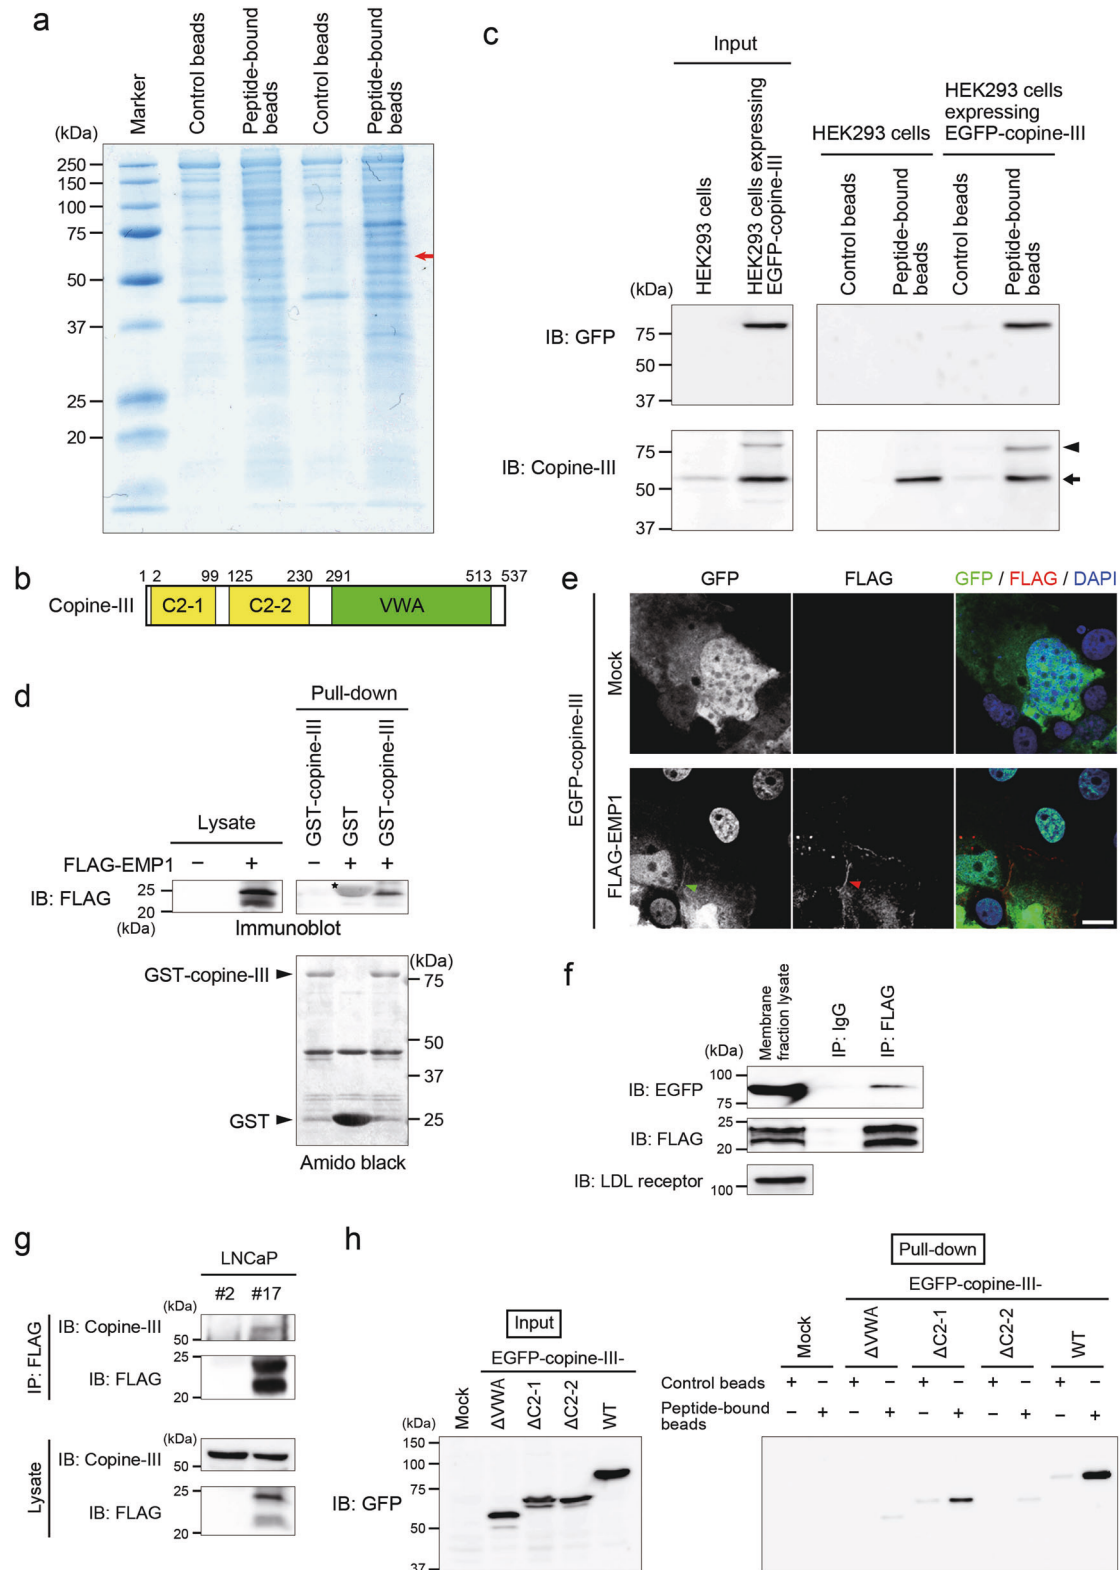 a
Marker
Control beads
Peptide-bound
beads
Control beads
Peptide-bound
beads
(kDa)
250
150
100
75
50
37
25
20
b
1 2 99 125 230 291 513 537
Copine-III C2-1 C2-2 VWA
c
Input
HEK293 cells
HEK293 cells expressing
EGFP-copine-III
HEK293 cells
HEK293 cells
expressing
EGFP-copine-III
Control beads
Peptide-bound
beads
Control beads
Peptide-bound
beads
(kDa)
IB: GFP
75
50
37
IB: Copine-III
75
50
37
d
Pull-down
GST-copine-III
GST
GST-copine-III
Lysate
FLAG-EMP1 – + – + +
IB: FLAG
25
20
*
(kDa)
Immunoblot
(kDa)
GST-copine-III
75
50
37
GST
25
Amido black
e
GFP FLAG GFP / FLAG / DAPI
EGFP-copine-III
Mock
FLAG-EMP1
f
Membrane
fraction lysate
IP: IgG
IP: FLAG
(kDa)
IB: EGFP
100
75
IB: FLAG
25
20
IB: LDL receptor
100
g
LNCaP
#2 #17
(kDa)
IP: FLAG
IB: Copine-III
50
IB: FLAG
25
20
(kDa)
Lysate
IB: Copine-III
50
IB: FLAG
25
20
h
Input
EGFP-copine-III-
Mock
ΔVWA
ΔC2-1
ΔC2-2
WT
(kDa)
IB: GFP
150
100
75
50
37
Pull-down
EGFP-copine-III-
Mock
ΔVWA
ΔC2-1
ΔC2-2
WT
Control beads + – + – + – + – + –
Peptide-bound – + – + – + – + – +
beads